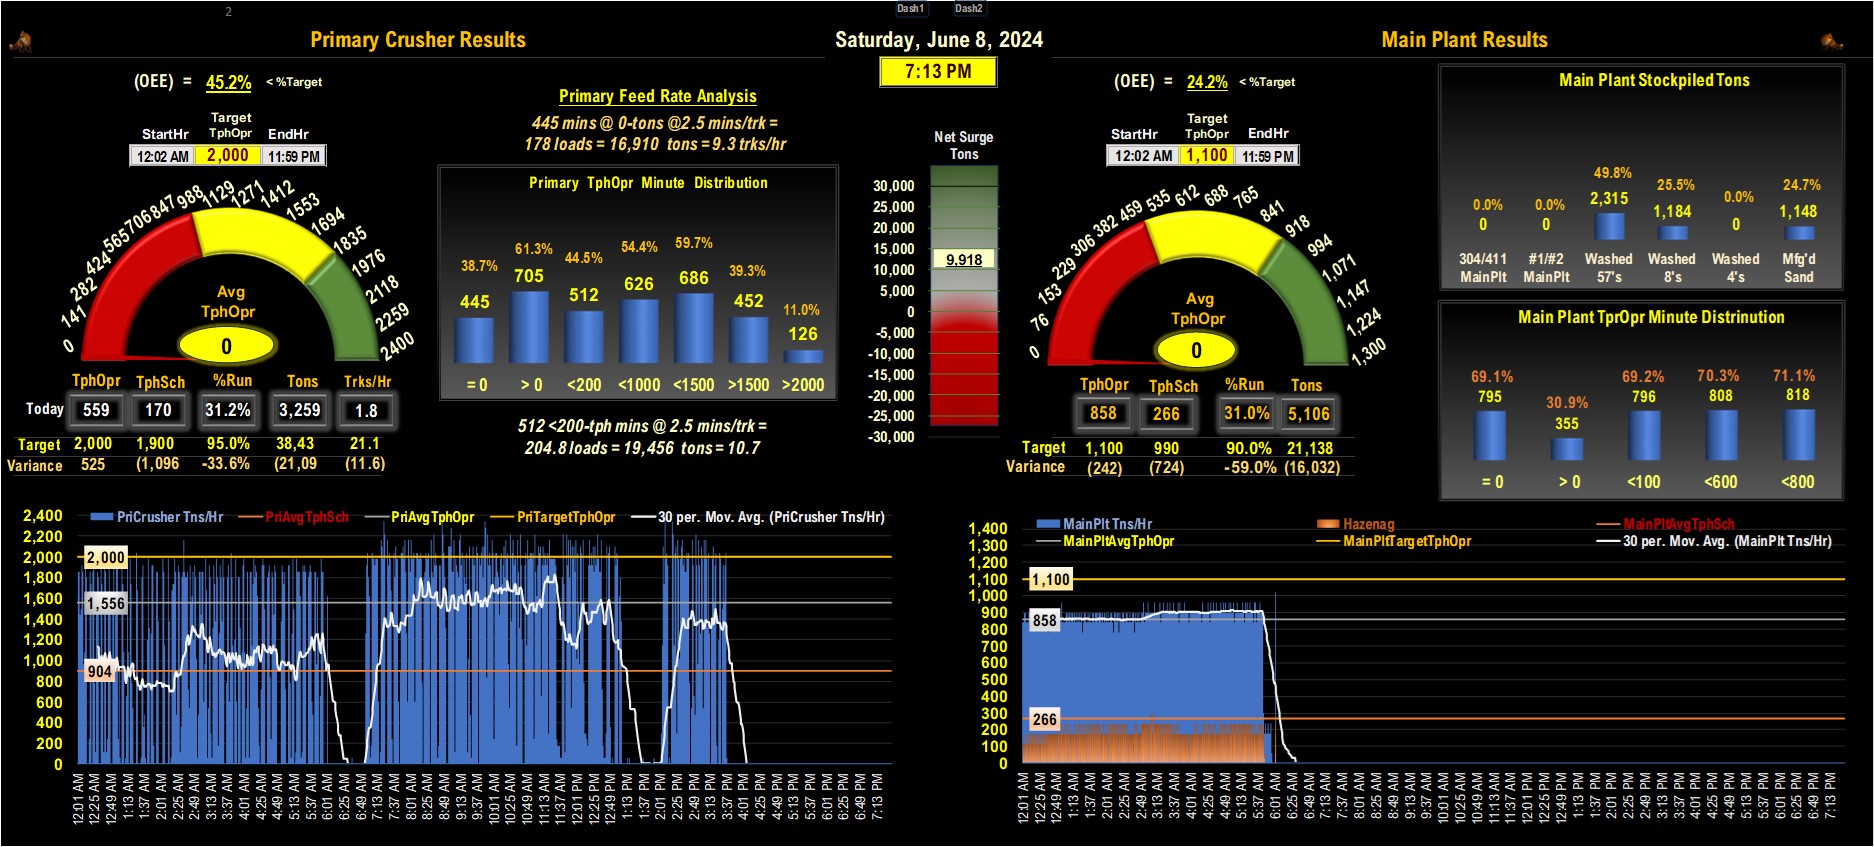 2
Dash1 Dash2
Primary Crusher Results
Saturday, June 8, 2024
Main Plant Results
7:13 PM
(OEE) = 45.2% < %Target
Target
StartHr TphOpr EndHr
12:02 AM 2,000 11:59 PM
0 141 282 424 565 706 847 988 1129 1271 1412 1553 1694 1835 1976 2118 2259 2400
Avg
TphOpr
0
TphOpr TphSch %Run Tons Trks/Hr
Today 559 170 31.2% 3,259 1.8
Target 2,000 1,900 95.0% 38,43 21.1
Variance 525 (1,096 -33.6% (21,09 (11.6)
Primary Feed Rate Analysis
445 mins @ 0-tons @2.5 mins/trk =
178 loads = 16,910 tons = 9.3 trks/hr
Primary TphOpr Minute Distribution
38.7% 61.3% 44.5% 54.4% 59.7% 39.3% 11.0%
445 705 512 626 686 452 126
= 0 > 0 <200 <1000 <1500 >1500 >2000
512 <200-tph mins @ 2.5 mins/trk =
204.8 loads = 19,456 tons = 10.7
Net Surge
Tons
30,000
25,000
20,000
15,000
9,918
10,000
5,000
0
-5,000
-10,000
-15,000
-20,000
-25,000
-30,000
(OEE) = 24.2% < %Target
Target
StartHr TphOpr EndHr
12:02 AM 1,100 11:59 PM
0 76 153 229 306 382 459 535 612 688 765 841 918 994 1,071 1,147 1,224 1,300
Avg
TphOpr
0
TphOpr TphSch %Run Tons
858 266 31.0% 5,106
Target 1,100 990 90.0% 21,138
Variance (242) (724) -59.0% (16,032)
Main Plant Stockpiled Tons
0.0% 0.0% 49.8% 25.5% 0.0% 24.7%
0 0 2,315 1,184 0 1,148
304/411 #1/#2 Washed Washed Washed Mfg'd
MainPlt MainPlt 57's 8's 4's Sand
Main Plant TprOpr Minute Distrinution
69.1% 30.9% 69.2% 70.3% 71.1%
795 355 796 808 818
= 0 > 0 <100 <600 <800
PriCrusher Tns/Hr PriAvgTphSch PriAvgTphOpr PriTargetTphOpr 30 per. Mov. Avg. (PriCrusher Tns/Hr)
2,400
2,200
2,000
1,800
1,600
1,400
1,200
1,000
800
600
400
200
0
2,000
1,556
904
12:01 AM 12:25 AM 12:49 AM 1:13 AM 1:37 AM 2:01 AM 2:25 AM 2:49 AM 3:13 AM 3:37 AM 4:01 AM 4:25 AM 4:49 AM 5:13 AM 5:37 AM 6:01 AM 6:25 AM 6:49 AM 7:13 AM 7:37 AM 8:01 AM 8:25 AM 8:49 AM 9:13 AM 9:37 AM 10:01 AM 10:25 AM 10:49 AM 11:13 AM 11:37 AM 12:01 PM 12:25 PM 12:49 PM 1:13 PM 1:37 PM 2:01 PM 2:25 PM 2:49 PM 3:13 PM 3:37 PM 4:01 PM 4:25 PM 4:49 PM 5:13 PM 5:37 PM 6:01 PM 6:25 PM 6:49 PM 7:13 PM
MainPlt Tns/Hr Hazenag MainPltAvgTphSch
MainPltAvgTphOpr MainPltTargetTphOpr 30 per. Mov. Avg. (MainPlt Tns/Hr)
1,400
1,300
1,200
1,100
1,000
900
800
700
600
500
400
300
200
100
0
1,100
858
266
12:01 AM 12:25 AM 12:49 AM 1:13 AM 1:37 AM 2:01 AM 2:25 AM 2:49 AM 3:13 AM 3:37 AM 4:01 AM 4:25 AM 4:49 AM 5:13 AM 5:37 AM 6:01 AM 6:25 AM 6:49 AM 7:13 AM 7:37 AM 8:01 AM 8:25 AM 8:49 AM 9:13 AM 9:37 AM 10:01 AM 10:25 AM 10:49 AM 11:13 AM 11:37 AM 12:01 PM 12:25 PM 12:49 PM 1:13 PM 1:37 PM 2:01 PM 2:25 PM 2:49 PM 3:13 PM 3:37 PM 4:01 PM 4:25 PM 4:49 PM 5:13 PM 5:37 PM 6:01 PM 6:25 PM 6:49 PM 7:13 PM